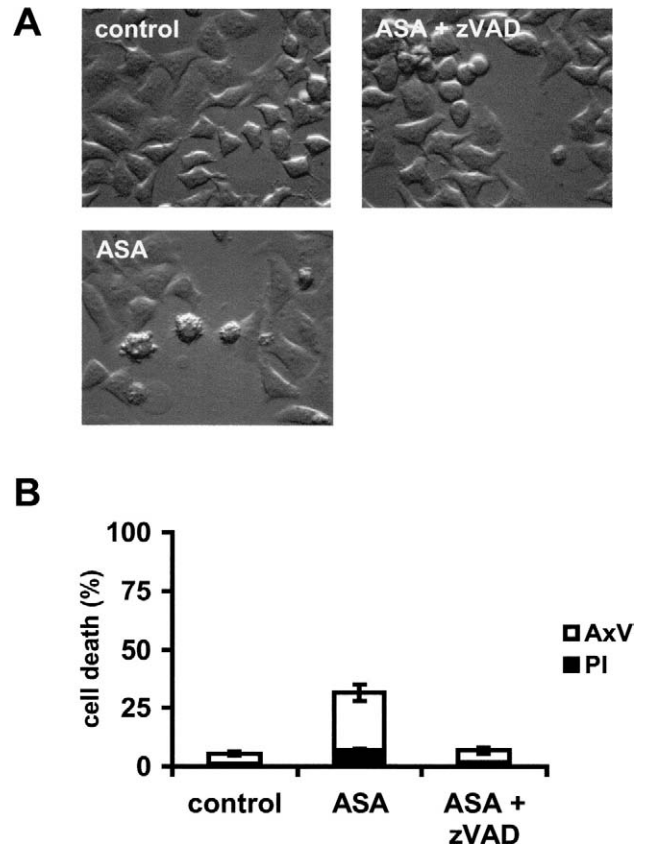 A
control
ASA + zVAD
ASA
B
100
75
50
25
0
cell death (%)
AxV
PI
control
ASA
ASA +
zVAD